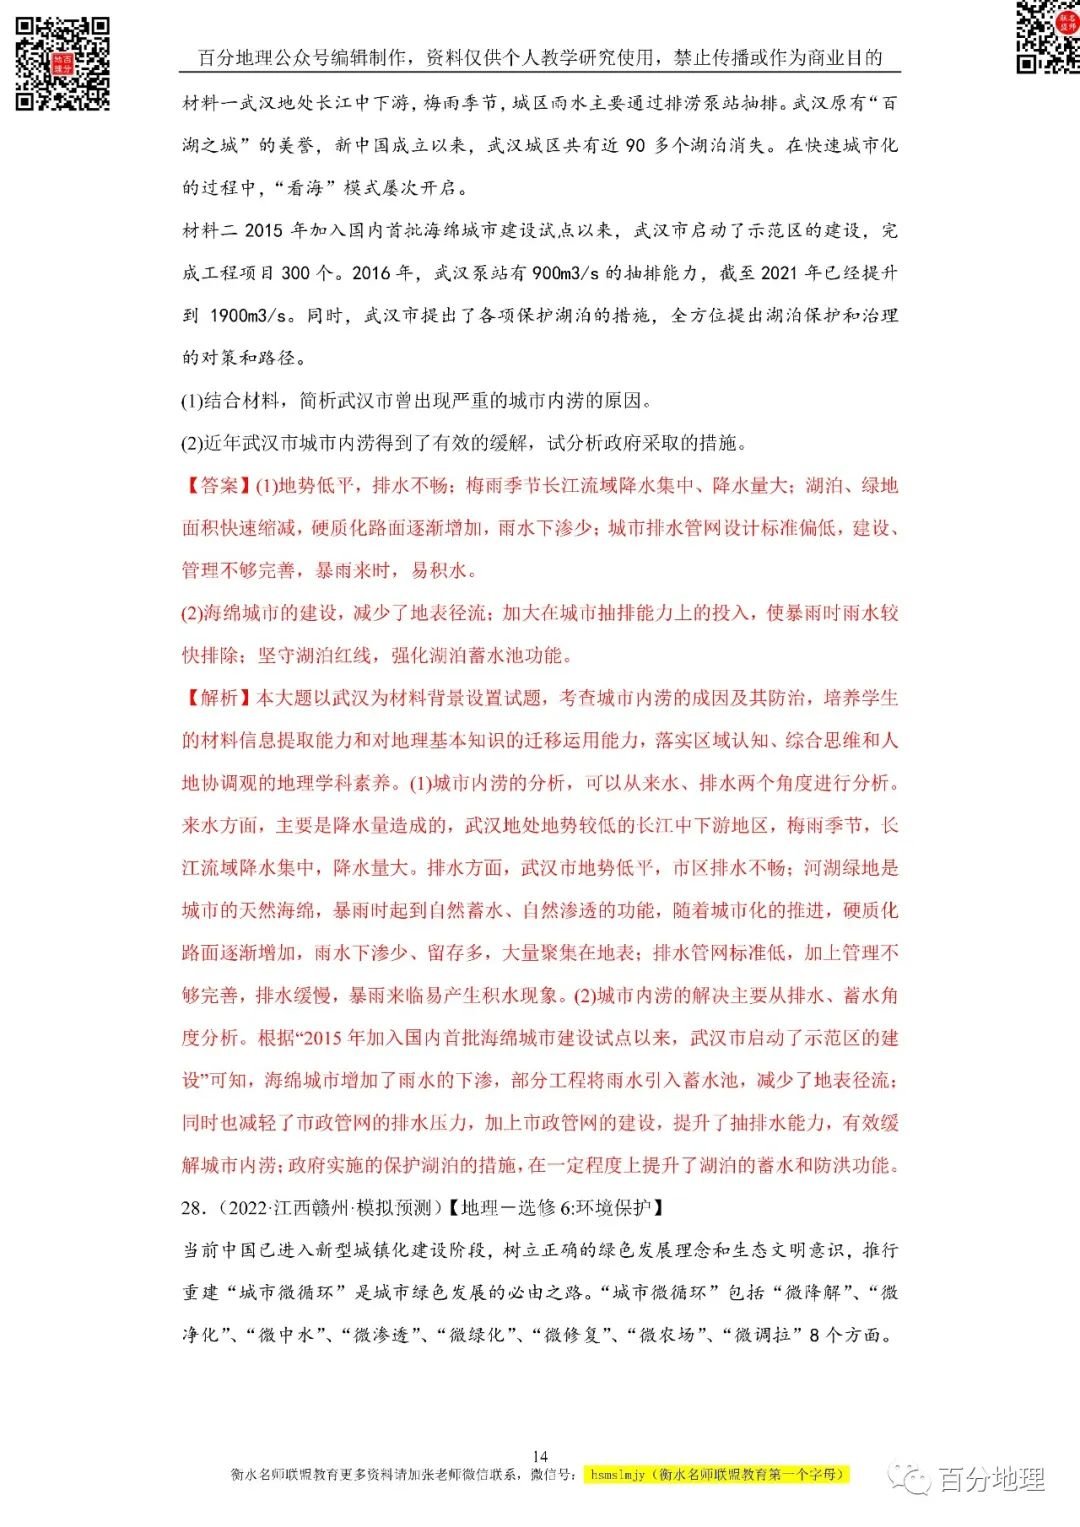 百分地理公众号编辑制作，资料仅供个人教学研究使用，禁止传播或作为商业目的
材料一武汉地处长江中下游，梅雨季节，城区雨水主要通过排涝泵站抽排。武汉原有“百
湖之城”的美誉，新中国成立以来，武汉城区共有近 90 多个湖泊消失。在快速城市化
的过程中，“看海”模式屡次开启。
材料二 2015 年加入国内首批海绵城市建设试点以来，武汉市启动了示范区的建设，完
成工程项目 300 个。2016 年，武汉泵站有 900m3/s 的抽排能力，截至 2021 年已经提升
到 1900m3/s。同时，武汉市提出了各项保护湖泊的措施，全方位提出湖泊保护和治理
的对策和路径。
(1)结合材料，简析武汉市曾出现严重的城市内涝的原因。
(2)近年武汉市城市内涝得到了有效的缓解，试分析政府采取的措施。
【答案】(1)地势低平，排水不畅；梅雨季节长江流域降水集中、降水量大；湖泊、绿地
面积快速缩减，硬质化路面逐渐增加，雨水下渗少；城市排水管网设计标准偏低，建设、
管理不够完善，暴雨来时，易积水。
(2)海绵城市的建设，减少了地表径流；加大在城市抽排能力上的投入，使暴雨时雨水较
快排除；坚守湖泊红线，强化湖泊蓄水池功能。
【解析】本大题以武汉为材料背景设置试题，考查城市内涝的成因及其防治，培养学生
的材料信息提取能力和对地理基本知识的迁移运用能力，落实区域认知、综合思维和人
地协调观的地理学科素养。(1)城市内涝的分析，可以从来水、排水两个角度进行分析。
来水方面，主要是降水量造成的，武汉地处地势较低的长江中下游地区，梅雨季节，长
江流域降水集中，降水量大。排水方面，武汉市地势低平，市区排水不畅；河湖绿地是
城市的天然海绵，暴雨时起到自然蓄水、自然渗透的功能，随着城市化的推进，硬质化
路面逐渐增加，雨水下渗少、留存多，大量聚集在地表；排水管网标准低，加上管理不
够完善，排水缓慢，暴雨来临易产生积水现象。(2)城市内涝的解决主要从排水、蓄水角
度分析。根据“2015 年加入国内首批海绵城市建设试点以来，武汉市启动了示范区的建
设”可知，海绵城市增加了雨水的下渗，部分工程将雨水引入蓄水池，减少了地表径流；
同时也减轻了市政管网的排水压力，加上市政管网的建设，提升了抽排水能力，有效缓
解城市内涝；政府实施的保护湖泊的措施，在一定程度上提升了湖泊的蓄水和防洪功能。
28．（2022·江西赣州·模拟预测）【地理－选修 6:环境保护】
当前中国已进入新型城镇化建设阶段，树立正确的绿色发展理念和生态文明意识，推行
重建“城市微循环”是城市绿色发展的必由之路。“城市微循环”包括“微降解”、“微
净化”、“微中水”、“微渗透”、“微绿化”、“微修复”、“微农场”、“微调拉”8 个方面。
14
衡水名师联盟教育更多资料请加张老师微信联系，微信号： hsmslmjy（衡水名师联盟教育第一个字母）
百分地理